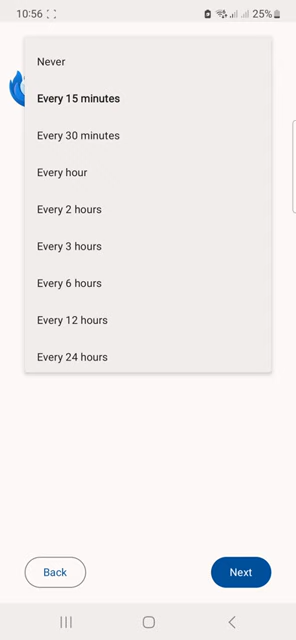 10:56
25%
Never
Every 15 minutes
Every 30 minutes
Every hour
Every 2 hours
Every 3 hours
Every 6 hours
Every 12 hours
Every 24 hours
Back
Next